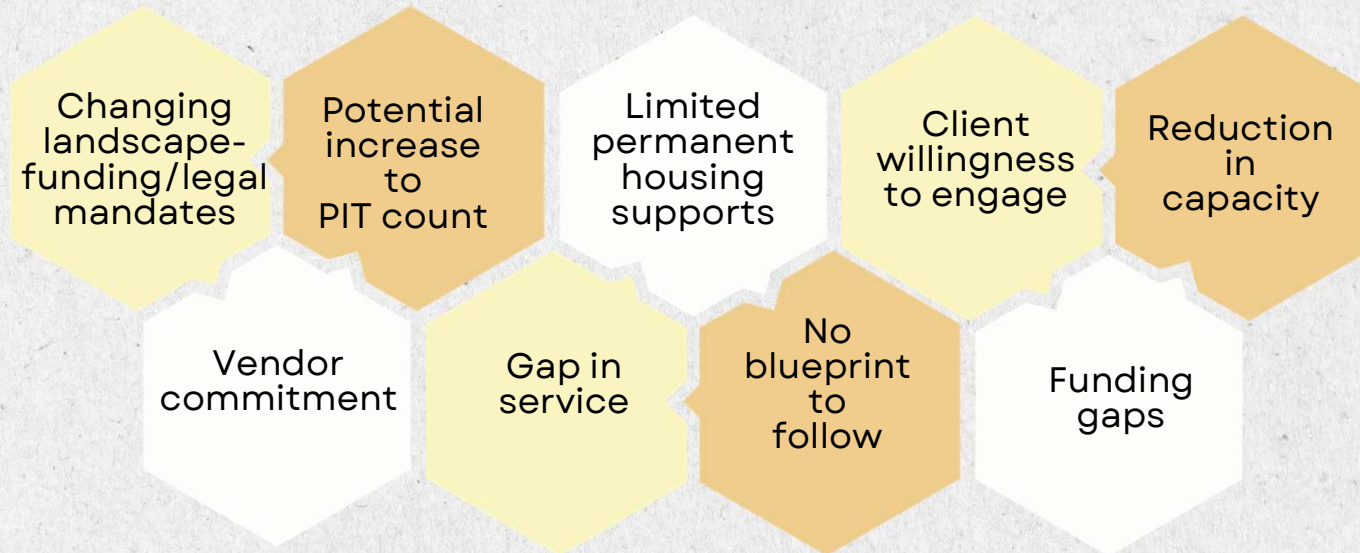 Changing
landscape-
funding/legal
mandates
Potential
increase
to
PIT count
Limited
permanent
housing
supports
Client
willingness
to engage
Reduction
in
capacity
Vendor
commitment
Gap in
service
No
blueprint
to
follow
Funding
gaps